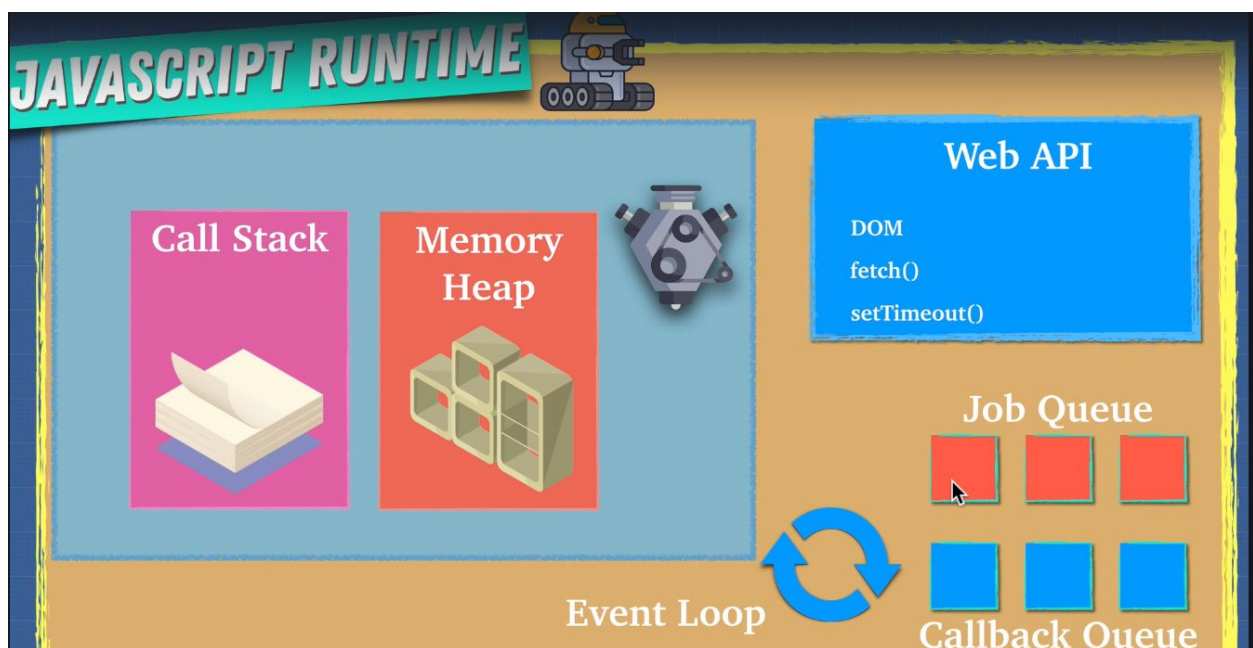 JAVASCRIPT RUNTIME
Call Stack
Memory
Heap
Web API
DOM
fetch()
setTimeout()
Job Queue
Event Loop
Callback Queue